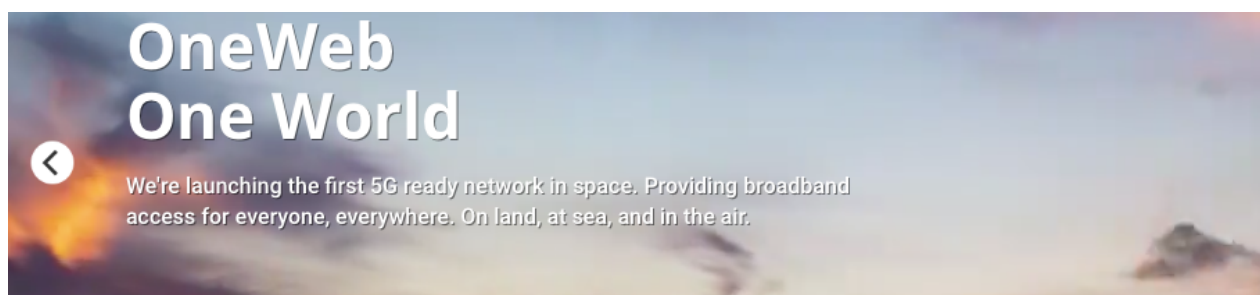 OneWeb
One World
We're launching the first 5G ready network in space. Providing broadband
access for everyone, everywhere. On land, at sea, and in the air.